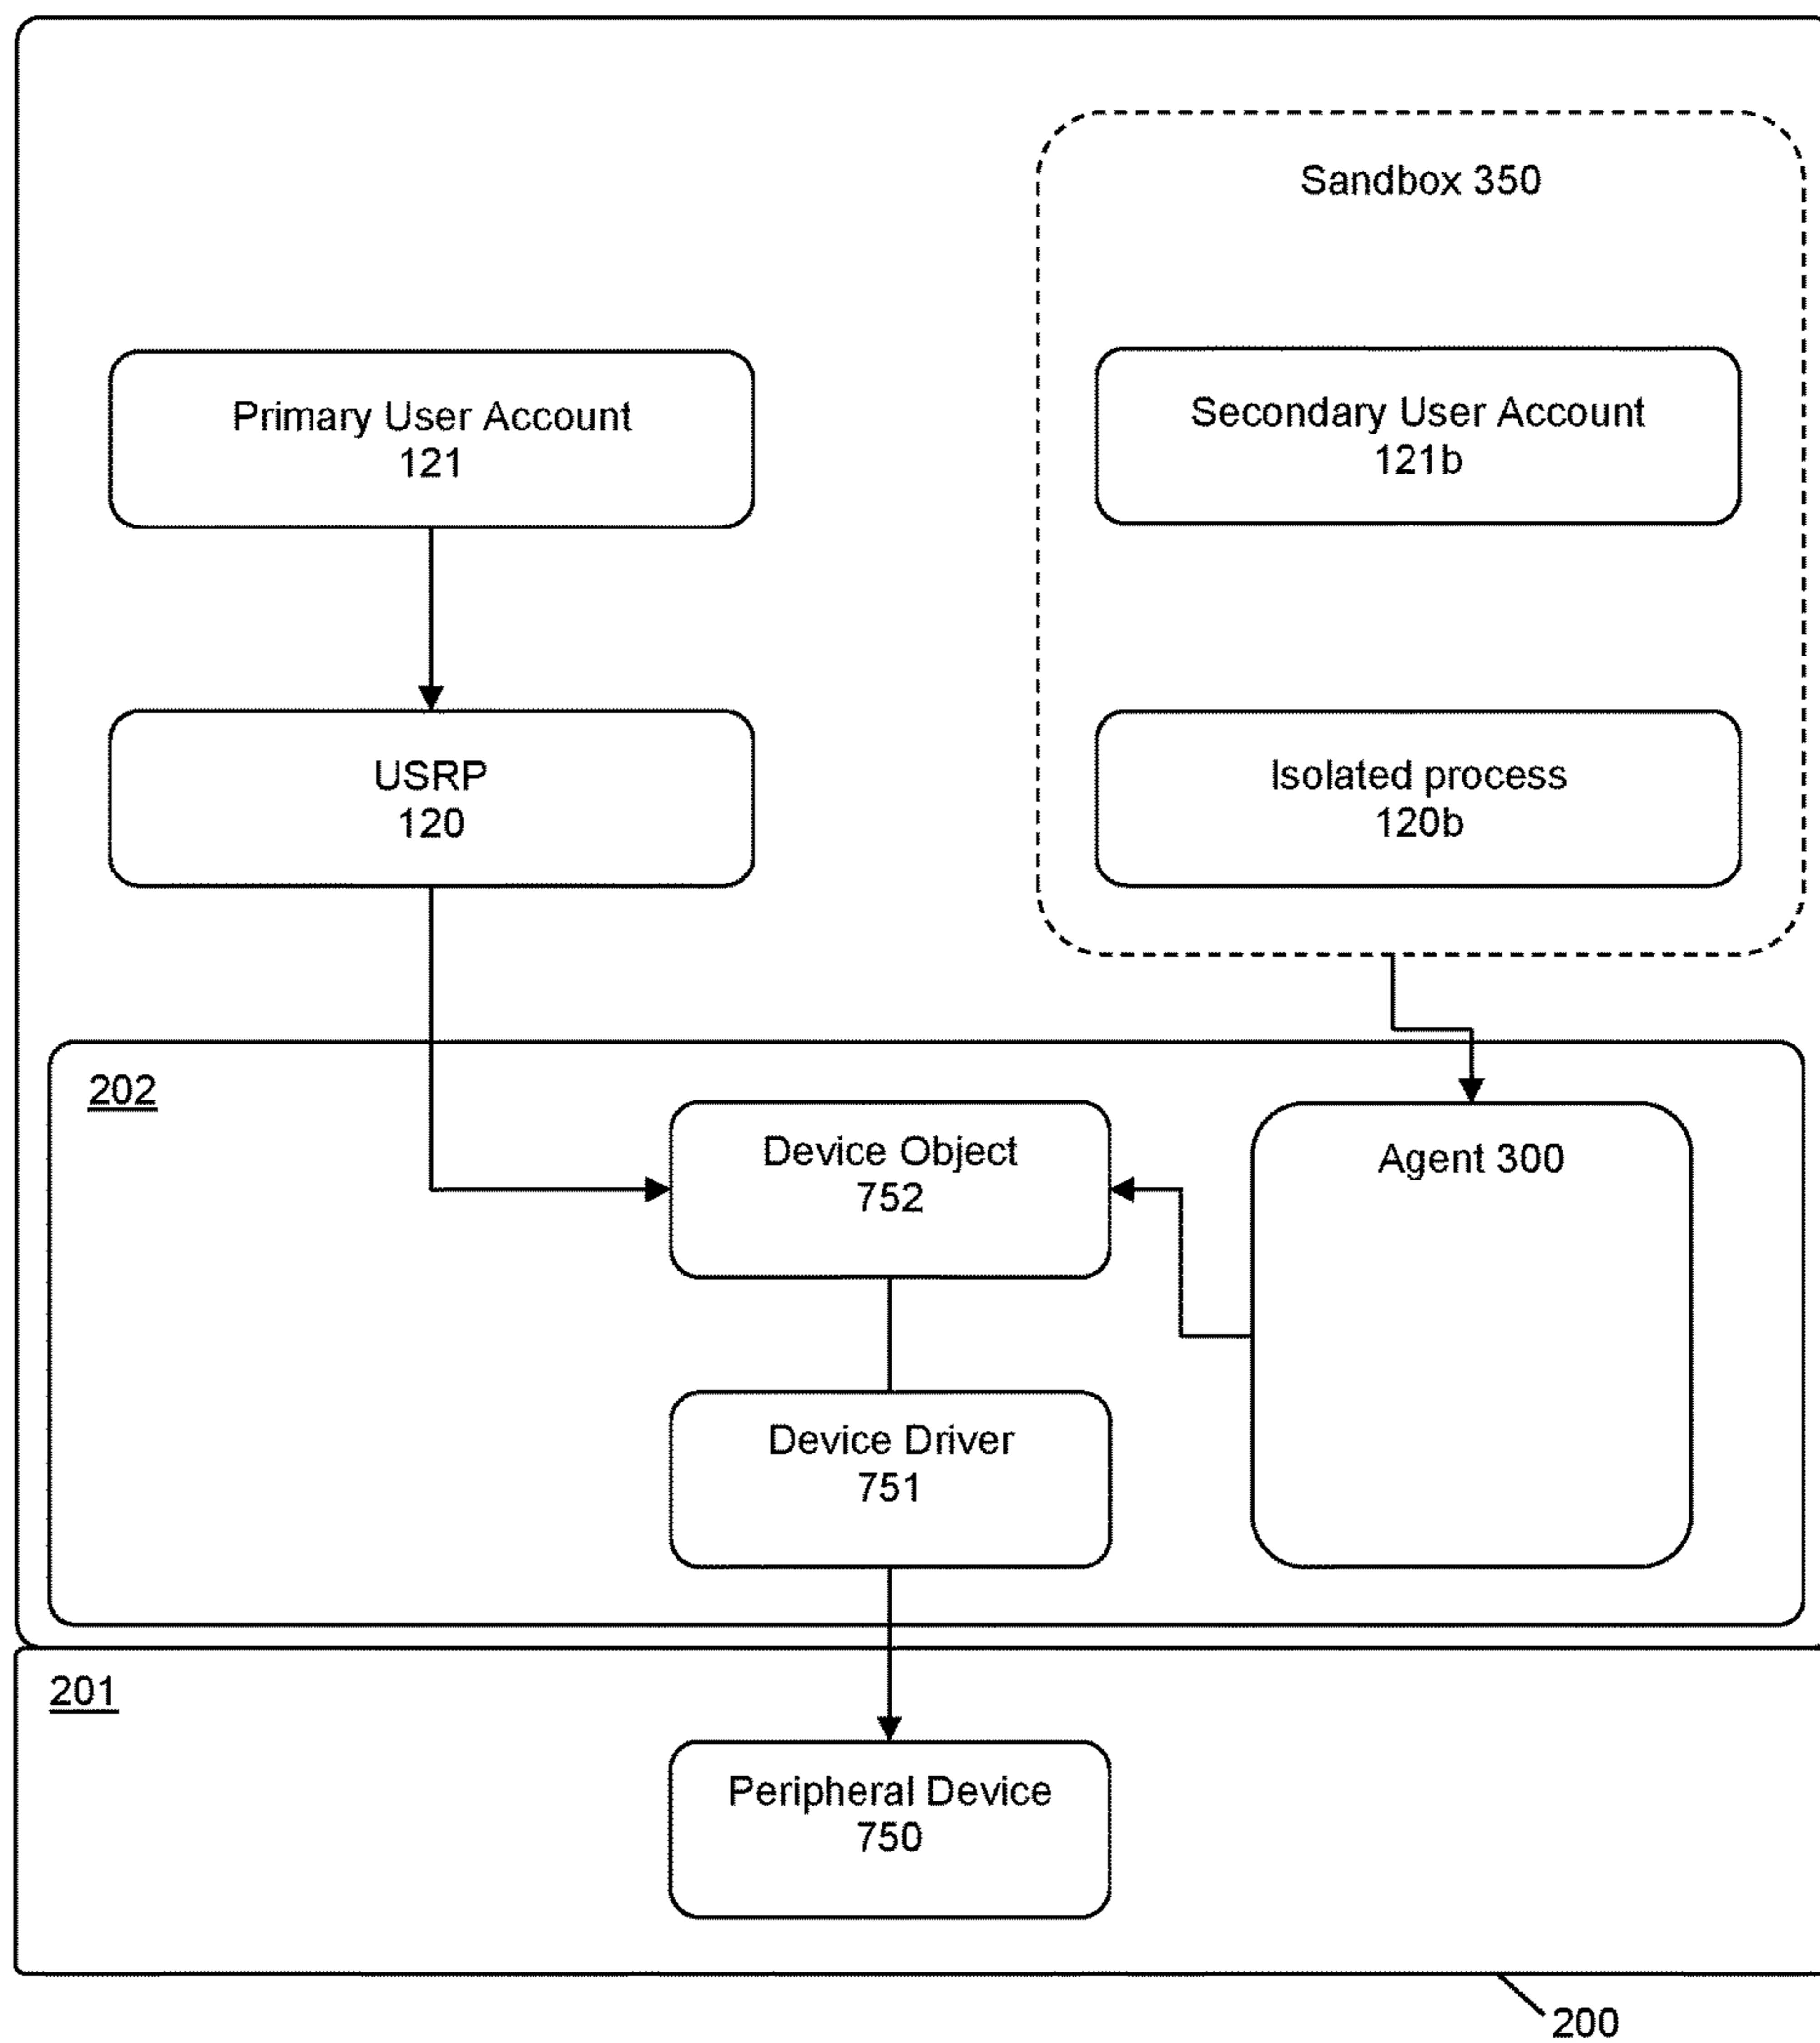 Sandbox 350
Primary User Account
121
Secondary User Account
121b
USRP
120
Isolated process
120b
202
Device Object
752
Agent 300
Device Driver
751
201
Peripheral Device
750
200